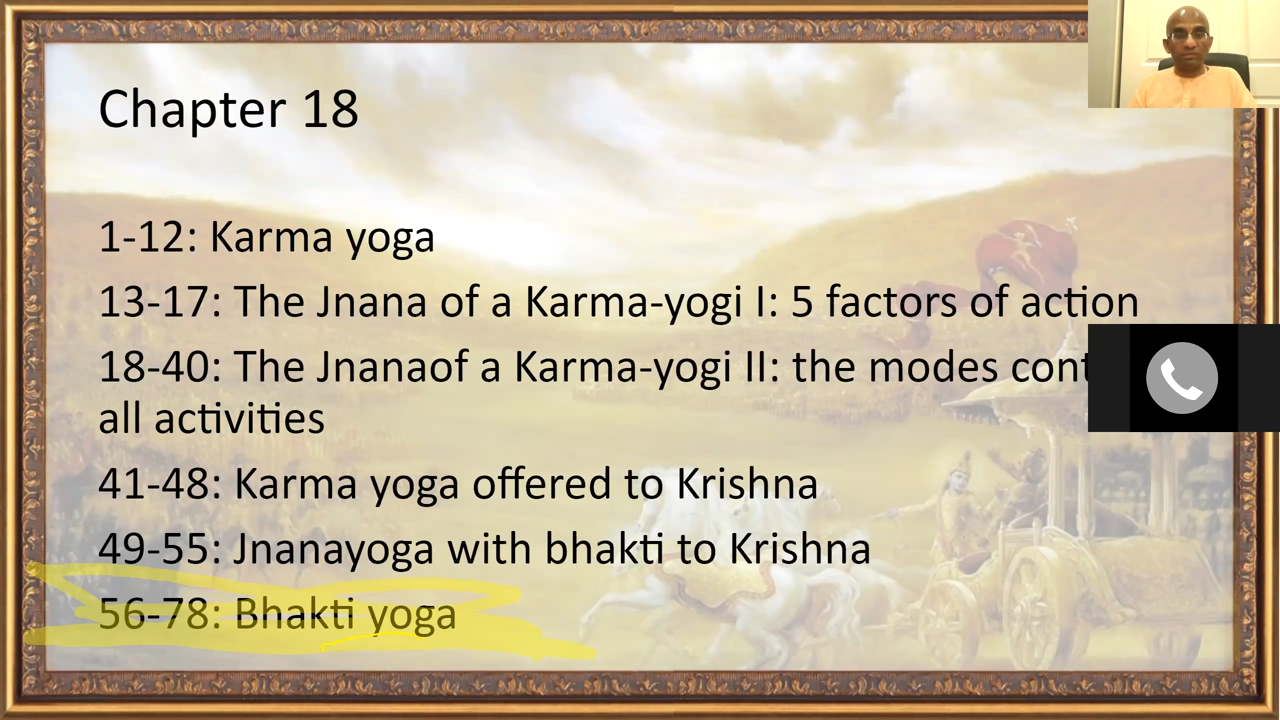 Chapter 18
1-12: Karma yoga
13-17: The Jnana of a Karma-yogi I: 5 factors of action
18-40: The Jnanaof a Karma-yogi II: the modes
all activities
41-48: Karma yoga offered to Krishna
49-55: Jnanayoga with bhakti to Krishna
56-78: Bhakti yoga